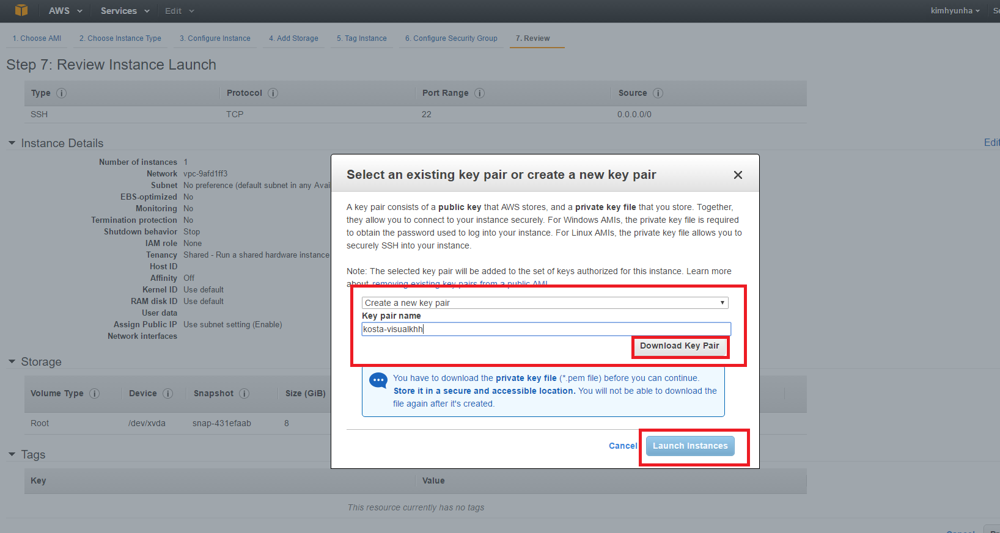 AWS Services Edit kimhyunha
1. Choose AMI 2. Choose Instance Type 3. Configure Instance 4. Add Storage 5. Tag Instance 6. Configure Security Group 7. Review
Step 7: Review Instance Launch
Type Protocol Port Range Source
SSH TCP 22 0.0.0.0/0
Instance Details
Edit
Number of instances 1
Network vpc-9afd1ff3
Subnet No preference (default subnet in any Avai
EBS-optimized No
Monitoring No
Termination protection No
Shutdown behavior Stop
IAM role None
Tenancy Shared - Run a shared hardware instance
Host ID
Affinity Off
Kernel ID Use default
RAM disk ID Use default
User data
Assign Public IP Use subnet setting (Enable)
Network interfaces
Storage
Volume Type Device Snapshot Size (GiB)
Root /dev/xvda snap-431efaab 8
Tags
Key Value
This resource currently has no tags
Select an existing key pair or create a new key pair
A key pair consists of a public key that AWS stores, and a private key file that you store. Together,
they allow you to connect to your instance securely. For Windows AMIs, the private key file is required
to obtain the password used to log into your instance. For Linux AMIs, the private key file allows you to
securely SSH into your instance.
Note: The selected key pair will be added to the set of keys authorized for this instance. Learn more
about removing existing key pairs from a public AMI
Create a new key pair
Key pair name
kosta-visualkhh
Download Key Pair
You have to download the private key file (*.pem file) before you can continue.
Store it in a secure and accessible location. You will not be able to download the
file again after it's created.
Cancel Launch Instances